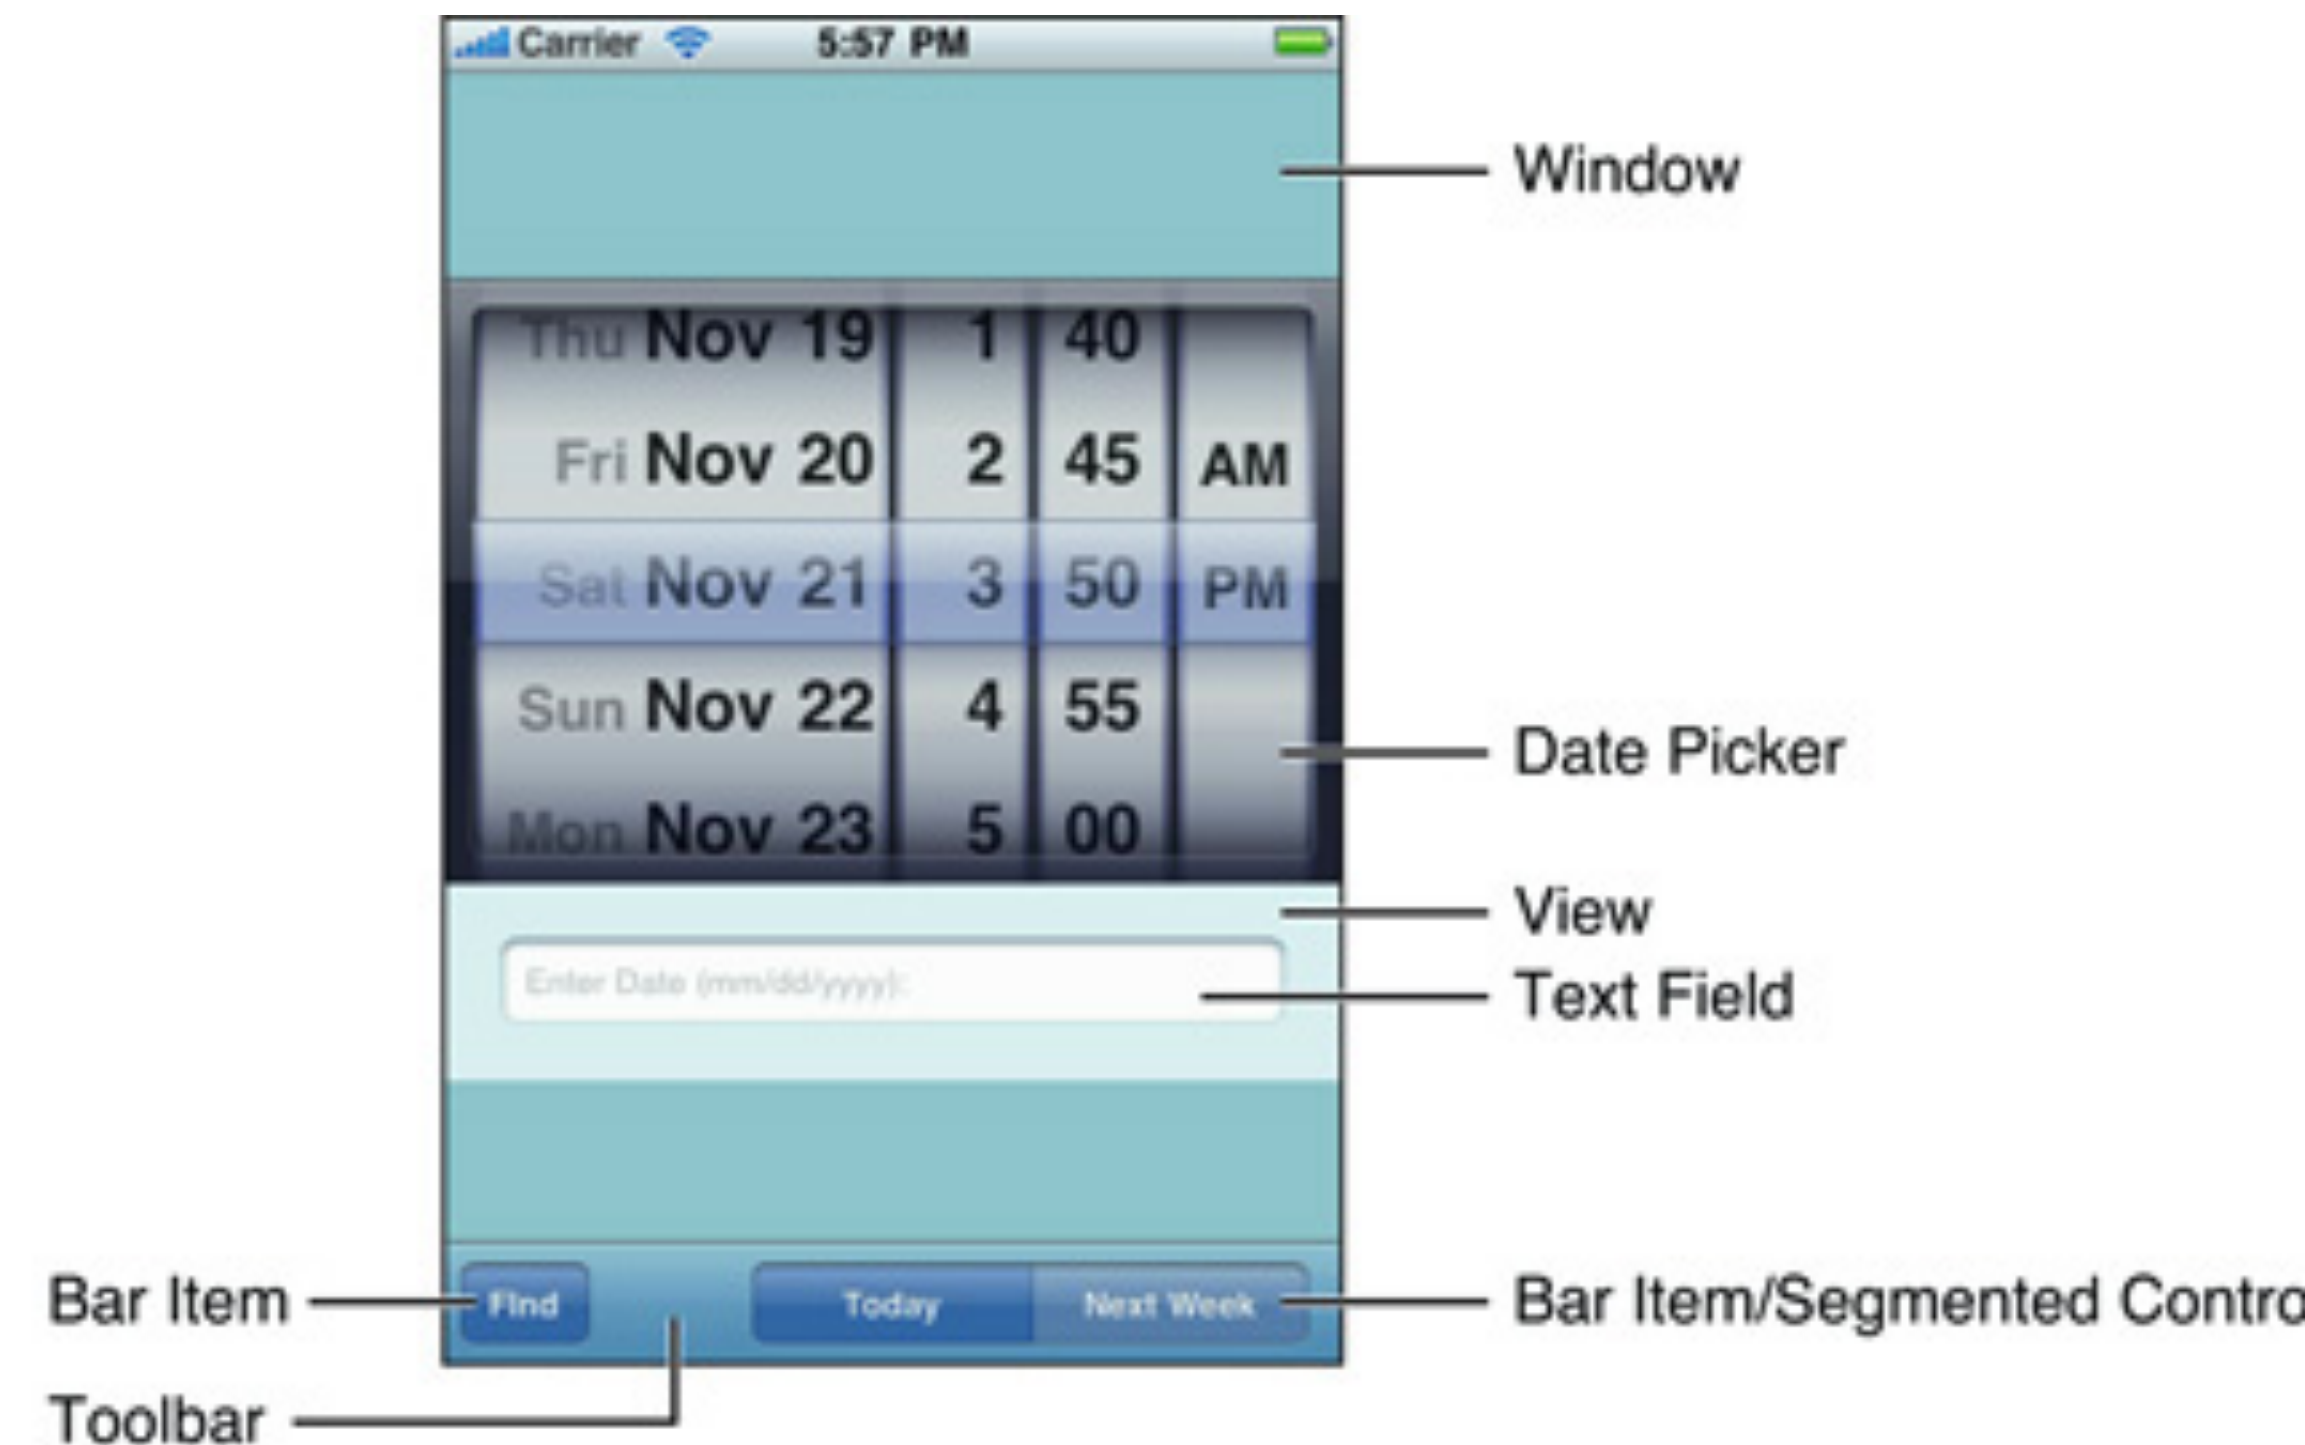 Carrier 5:57 PM
Window
Thu Nov 19 1 40
Fri Nov 20 2 45 AM
Sat Nov 21 3 50 PM
Sun Nov 22 4 55
Date Picker
Mon Nov 23 5 00
View
Enter Date (mm/dd/yyyy):
Text Field
Bar Item
Find
Today
Next Week
Bar Item/Segmented Contro
Toolbar